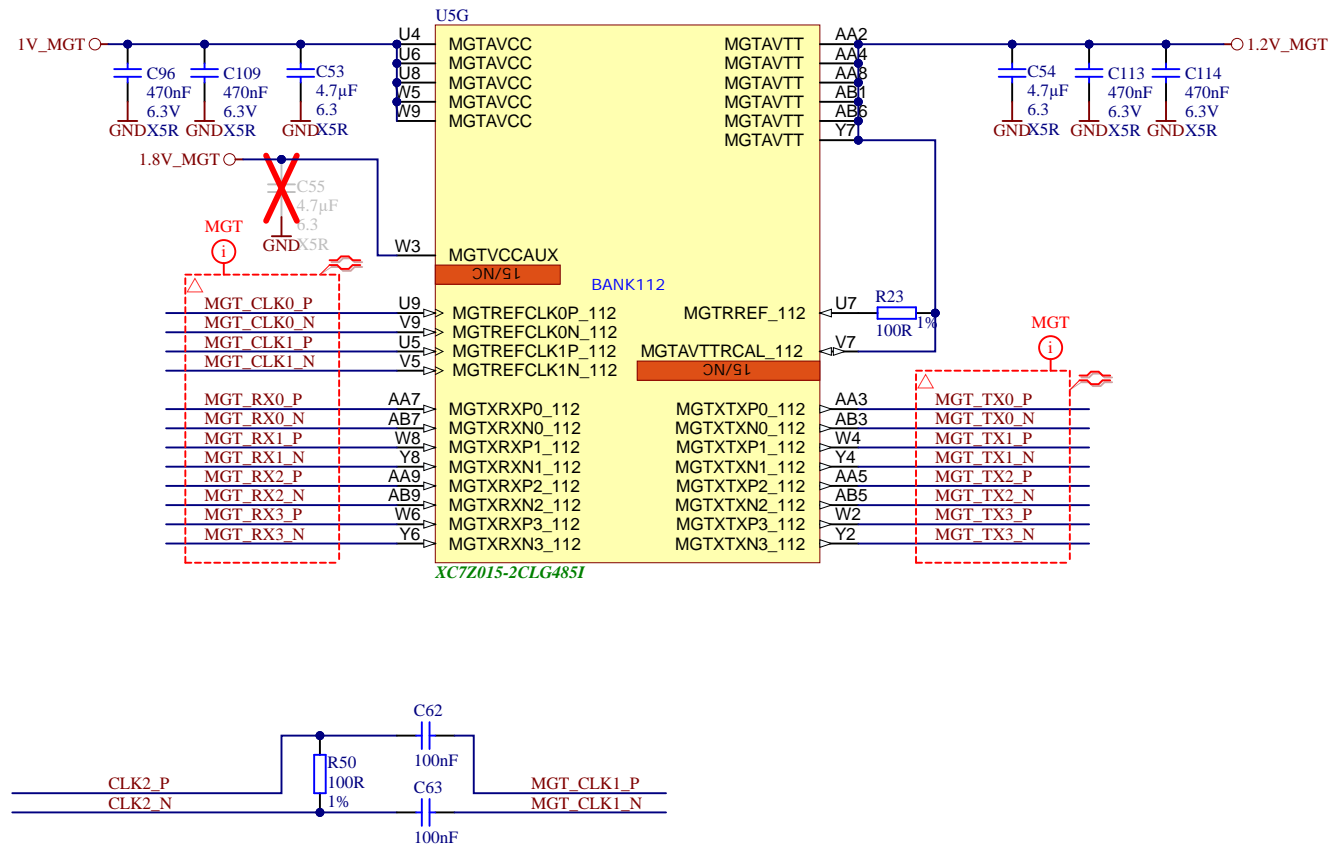 U5G
1V_MGT
C96
470nF
6.3V
X5R
GND
C109
470nF
6.3V
X5R
GND
C53
4.7µF
6.3
X5R
GND
U4 MGTAVCC
U6 MGTAVCC
U8 MGTAVCC
W5 MGTAVCC
W9 MGTAVCC
MGTAVTT AA2
MGTAVTT AA4
MGTAVTT AA8
MGTAVTT AB1
MGTAVTT AB6
MGTAVTT Y7
1.2V_MGT
C54
4.7µF
6.3
X5R
GND
C113
470nF
6.3V
X5R
GND
C114
470nF
6.3V
X5R
GND
1.8V_MGT
C55
4.7µF
6.3
X5R
GND
MGT
i
W3 MGTVCCAUX
15/NC
BANK112
MGT_CLK0_P U9 MGTREFCLK0P_112
MGT_CLK0_N V9 MGTREFCLK0N_112
MGT_CLK1_P U5 MGTREFCLK1P_112
MGT_CLK1_N V5 MGTREFCLK1N_112
MGTRREF_112 U7
R23
100R
1%
MGTAVTTRCAL_112 V7
15/NC
MGT
i
MGT_RX0_P AA7 MGTXRXP0_112
MGT_RX0_N AB7 MGTXRXN0_112
MGT_RX1_P W8 MGTXRXP1_112
MGT_RX1_N Y8 MGTXRXN1_112
MGT_RX2_P AA9 MGTXRXP2_112
MGT_RX2_N AB9 MGTXRXN2_112
MGT_RX3_P W6 MGTXRXP3_112
MGT_RX3_N Y6 MGTXRXN3_112
MGTXTXP0_112 AA3 MGT_TX0_P
MGTXTXN0_112 AB3 MGT_TX0_N
MGTXTXP1_112 W4 MGT_TX1_P
MGTXTXN1_112 Y4 MGT_TX1_N
MGTXTXP2_112 AA5 MGT_TX2_P
MGTXTXN2_112 AB5 MGT_TX2_N
MGTXTXP3_112 W2 MGT_TX3_P
MGTXTXN3_112 Y2 MGT_TX3_N
XC7Z015-2CLG485I
C62
100nF
R50
100R
1%
CLK2_P
CLK2_N
C63
100nF
MGT_CLK1_P
MGT_CLK1_N